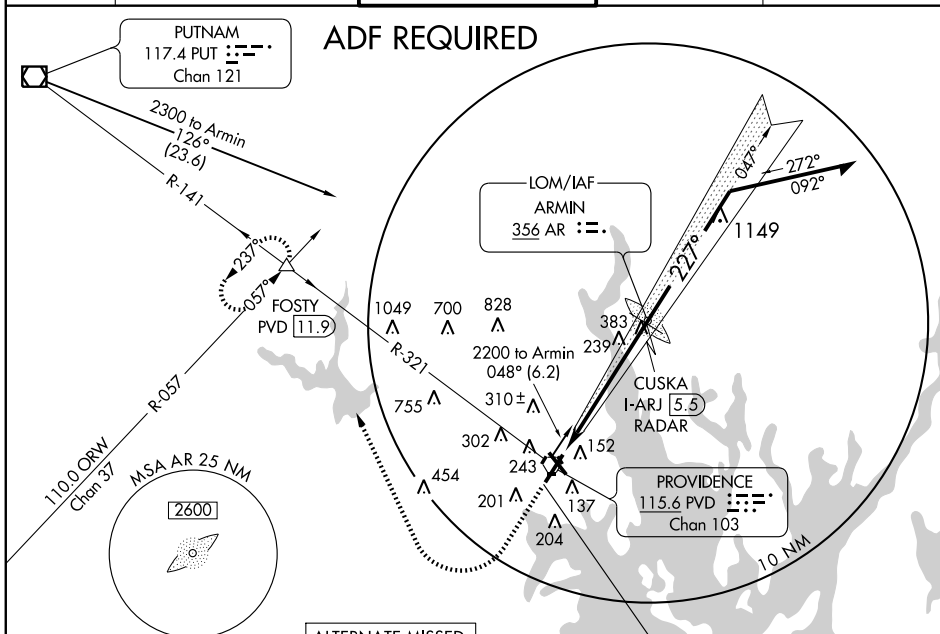 ADF REQUIRED
PUTNAM
117.4 PUT
Chan 121
2300 to Armin
126°
(23.6)
R-141
237°
057°
FOSTY
PVD 11.9
R-321
R-057
110.0 ORW
Chan 37
LOM/IAF
ARMIN
356 AR
047°
272°
092°
1149
227°
1049
700
828
383
239
2200 to Armin
048° (6.2)
CUSKA
I-ARJ 5.5
RADAR
755
310 ±
302
243
152
454
201
137
204
PROVIDENCE
115.6 PVD
Chan 103
10 NM
MSA AR 25 NM
2600
ALTERNATE MISSED